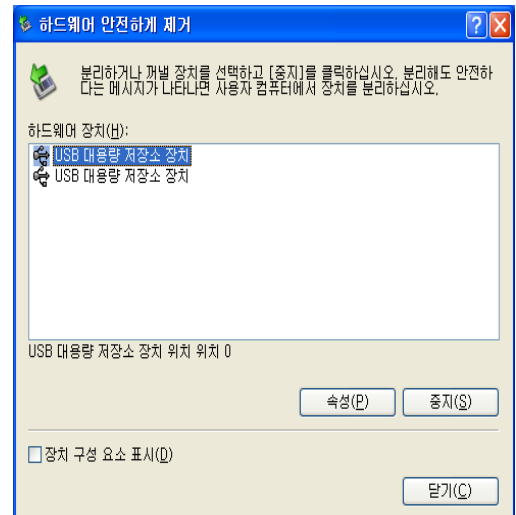 하드웨어 안전하게 제거
분리하거나 꺼낼 장치를 선택하고 [중지]를 클릭하십시오. 분리해도 안전하
다는 메시지가 나타나면 사용자 컴퓨터에서 장치를 분리하십시오.
하드웨어 장치(H):
USB 대용량 저장소 장치
USB 대용량 저장소 장치
USB 대용량 저장소 장치 위치 위치 0
속성(P) 중지(S)
장치 구성 요소 표시(D)
닫기(C)